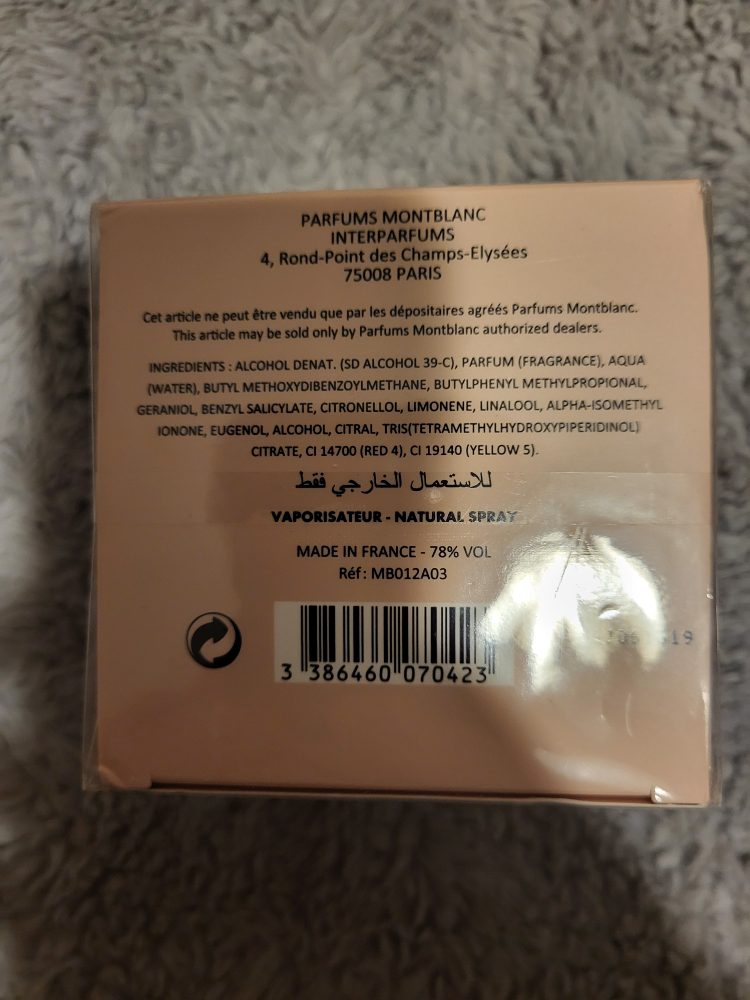 PARFUMS MONTBLANC
INTERPARFUMS
4, Rond-Point des Champs-Elysées
75008 PARIS
Cet article ne peut être vendu que par les dépositaires agréés Parfums Montblanc.
This article may be sold only by Parfums Montblanc authorized dealers.
INGREDIENTS : ALCOHOL DENAT. (SD ALCOHOL 39-C), PARFUM (FRAGRANCE), AQUA
(WATER), BUTYL METHOXYDIBENZOYLMETHANE, BUTYLPHENYL METHYLPROPIONAL,
GERANIOL, BENZYL SALICYLATE, CITRONELLOL, LIMONENE, LINALOOL, ALPHA-ISOMETHYL
IONONE, EUGENOL, ALCOHOL, CITRAL, TRIS(TETRAMETHYLHYDROXYPIPERIDINOL)
CITRATE, CI 14700 (RED 4), CI 19140 (YELLOW 5).
للاستعمال الخارجي فقط
VAPORISATEUR - NATURAL SPRAY
MADE IN FRANCE - 78% VOL
Réf : MB012A03
3 386460 070423